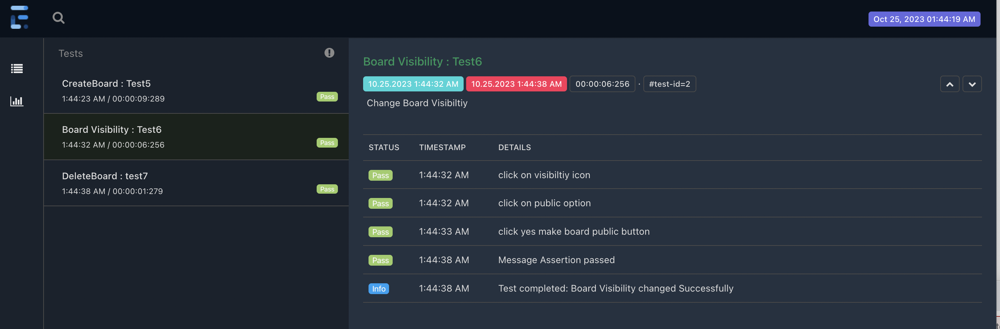 Oct 25, 2023 01:44:19 AM
Tests
CreateBoard : Test5
1:44:23 AM / 00:00:09:289
Pass
Board Visibility : Test6
1:44:32 AM / 00:00:06:256
Pass
DeleteBoard : test7
1:44:38 AM / 00:00:01:279
Pass
Board Visibility : Test6
10.25.2023 1:44:32 AM 10.25.2023 1:44:38 AM 00:00:06:256 · #test-id=2
Change Board Visibiltiy
STATUS TIMESTAMP DETAILS
Pass 1:44:32 AM click on visibiltiy icon
Pass 1:44:32 AM click on public option
Pass 1:44:33 AM click yes make board public button
Pass 1:44:38 AM Message Assertion passed
Info 1:44:38 AM Test completed: Board Visibility changed Successfully